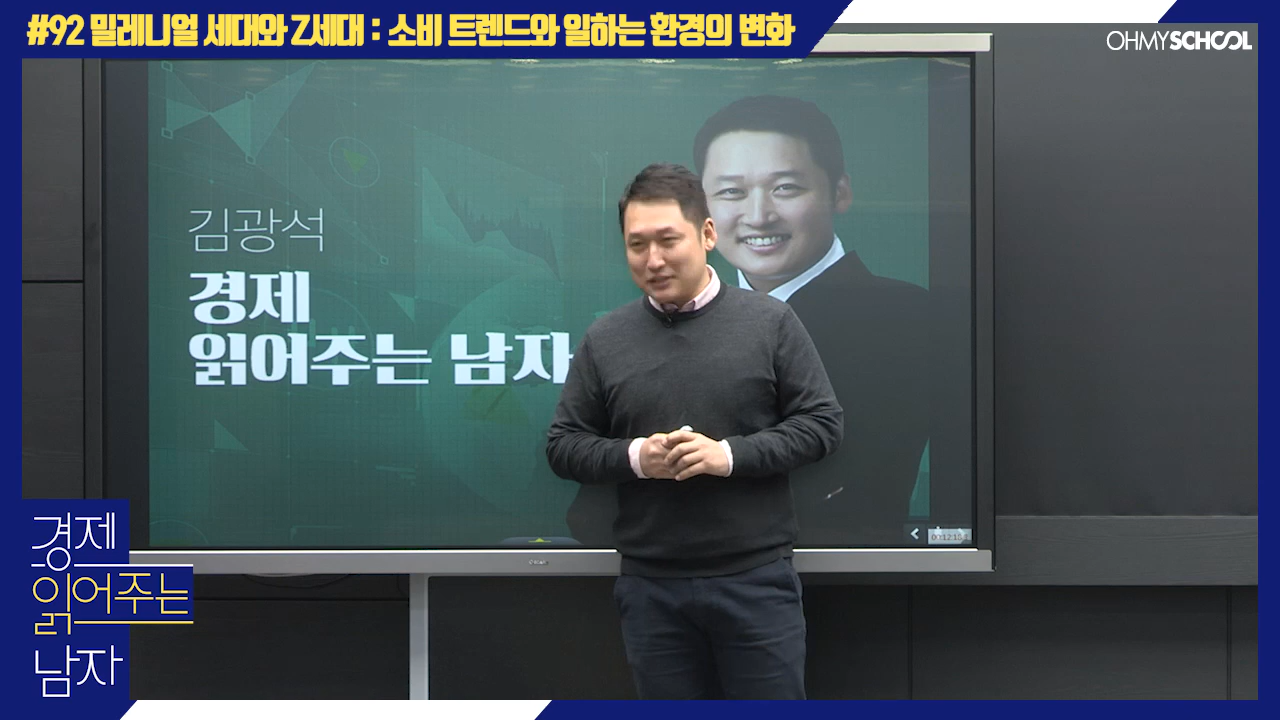 #92 밀레니얼 세대와 Z세대 : 소비 트렌드와 일하는 환경의 변화
OHMYSCHOOL
김광석
경제
읽어주는 남자
경제
읽어주는
남자